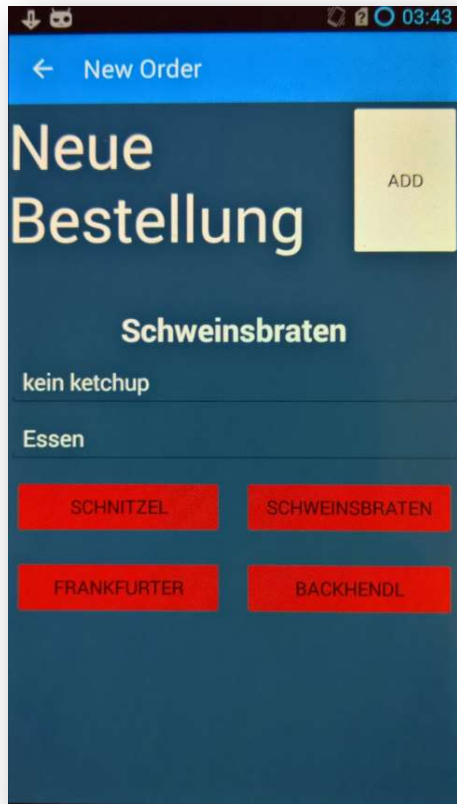 03:43
New Order
Neue
Bestellung
ADD
Schweinsbraten
kein ketchup
Essen
SCHNITZEL SCHWEINSBRATEN
FRANKFURTER BACKHENDL